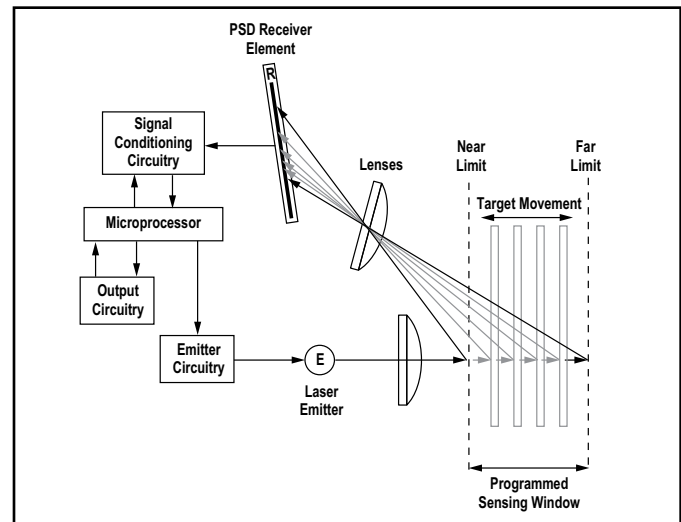 PSD Receiver
Element
R
Signal
Conditioning
Circuitry
Near
Limit
Far
Limit
Lenses
Target Movement
Microprocessor
Output
Circuitry
Emitter
Circuitry
E
Laser
Emitter
Programmed
Sensing Window